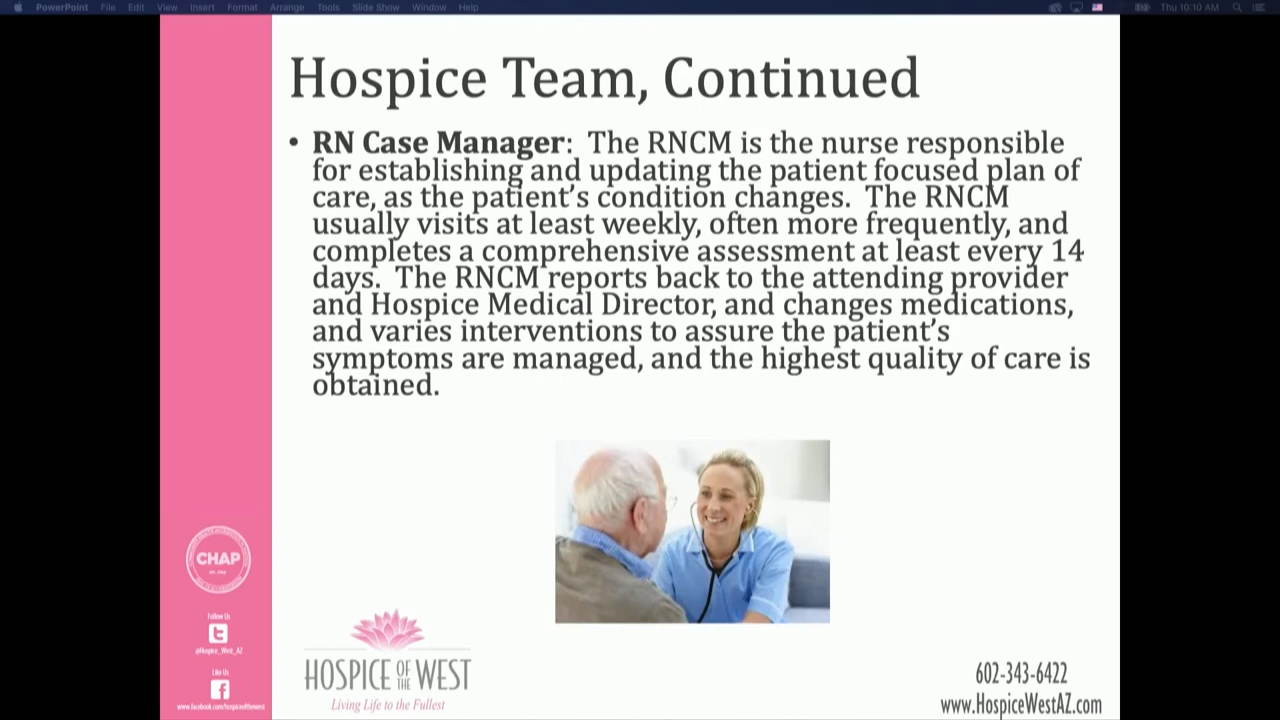 PowerPoint File Edit View Insert Format Arrange Tools Slide Show Window Help Thu 10:10 AM
Hospice Team, Continued
• RN Case Manager: The RNCM is the nurse responsible
for establishing and updating the patient focused plan of
care, as the patient's condition changes. The RNCM
usually visits at least weekly, often more frequently, and
completes a comprehensive assessment at least every 14
days. The RNCM reports back to the attending provider
and Hospice Medical Director, and changes medications,
and varies interventions to assure the patient's
symptoms are managed, and the highest quality of care is
obtained.
CHAP
Follow Us
@Hospice_West_AZ
Like Us
www.facebook.com/hospiceofthewest
HOSPICE OF THE WEST
Living Life to the Fullest
602-343-6422
www.HospiceWestAZ.com